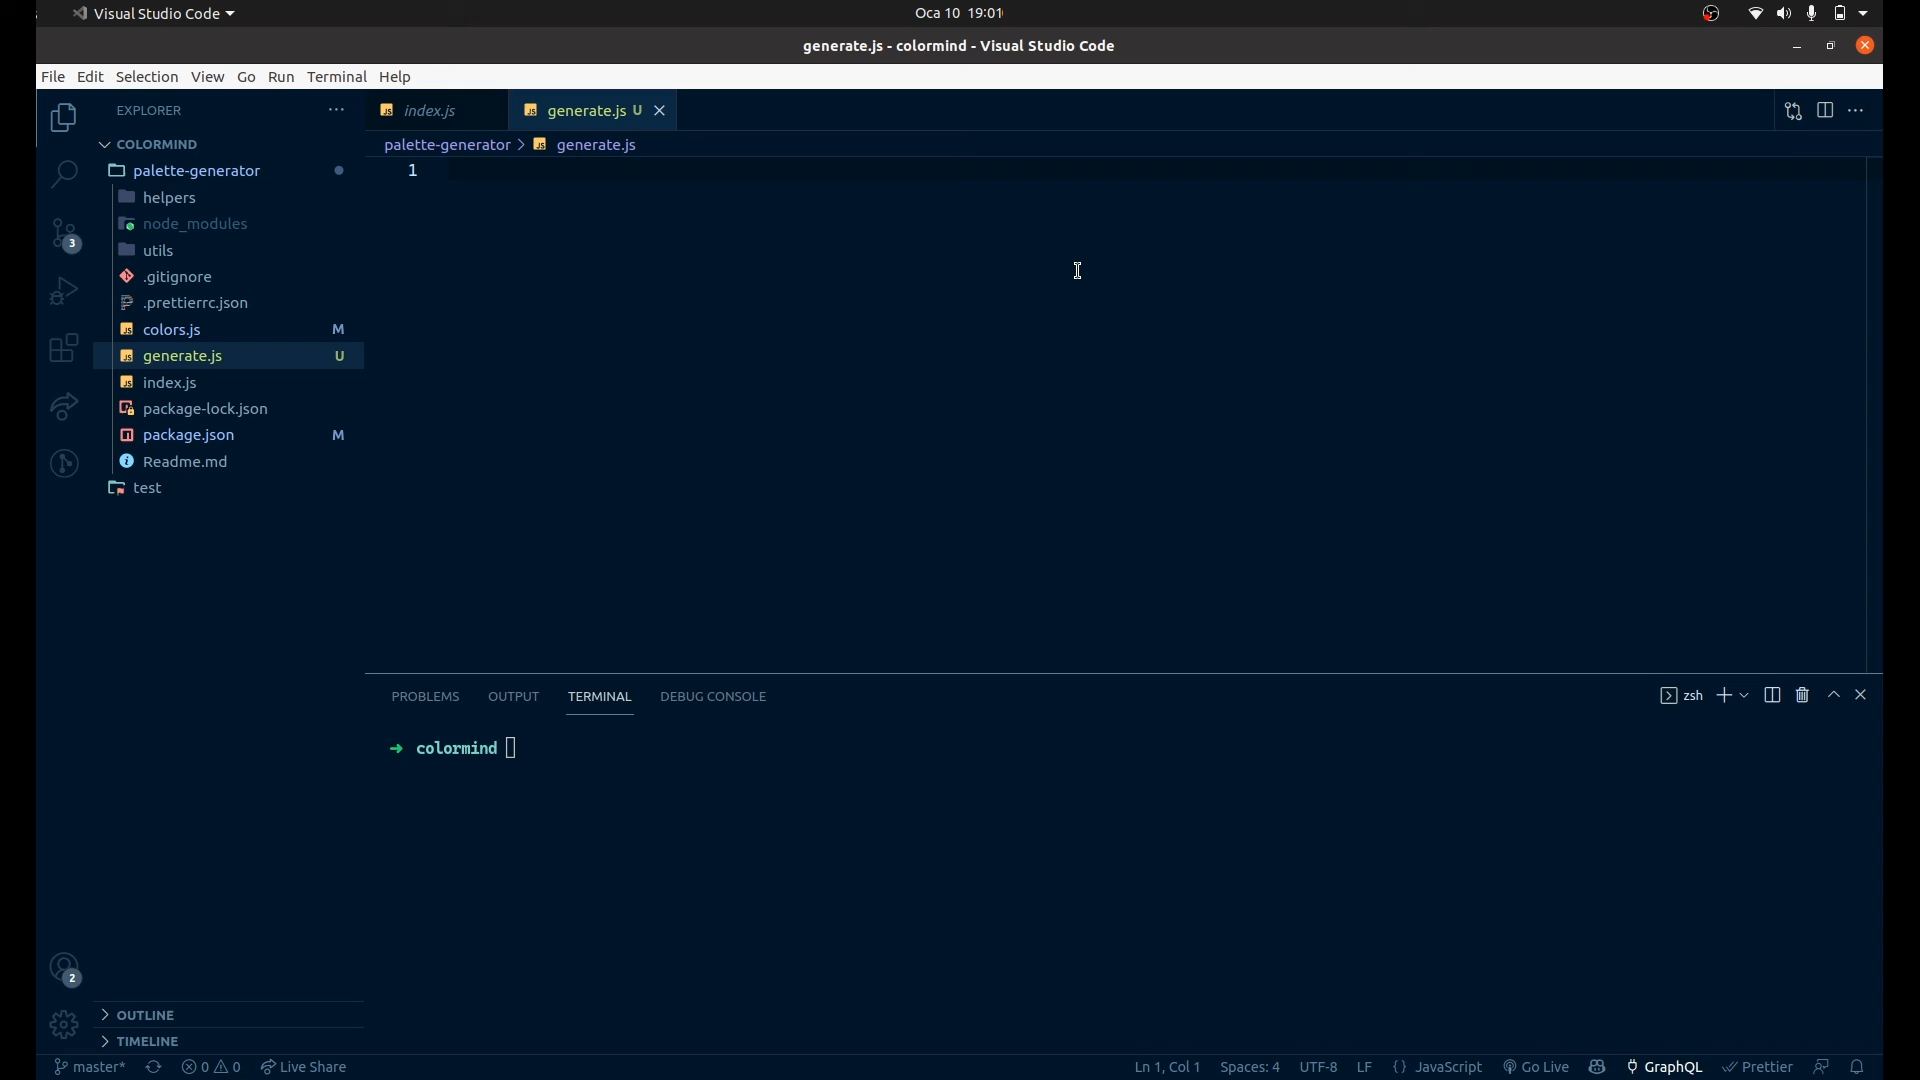 Visual Studio Code
Oca 10 19:01
generate.js - colormind - Visual Studio Code
File Edit Selection View Go Run Terminal Help
EXPLORER
index.js
generate.js U
COLORMIND
palette-generator > generate.js
palette-generator
1
helpers
node_modules
utils
.gitignore
.prettierrc.json
colors.js M
generate.js U
index.js
package-lock.json
package.json M
Readme.md
test
3
PROBLEMS OUTPUT TERMINAL DEBUG CONSOLE
zsh
→ colormind
2
OUTLINE
TIMELINE
master* 0 0 Live Share
Ln 1, Col 1 Spaces: 4 UTF-8 LF {} JavaScript Go Live GraphQL Prettier